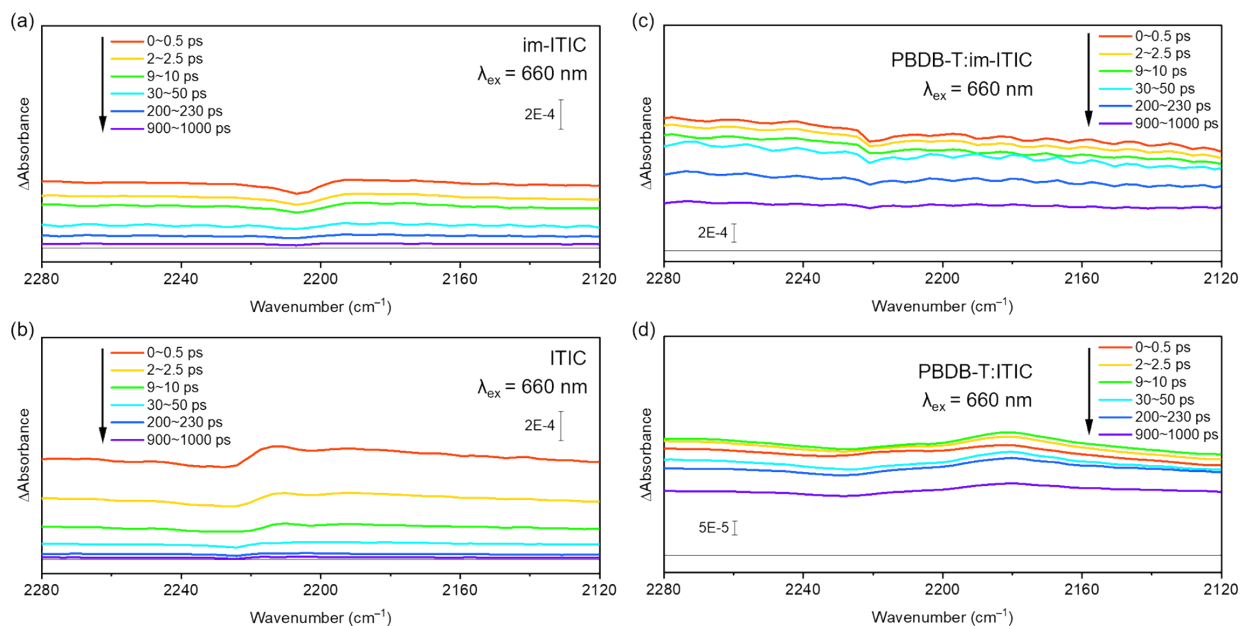 (a)
0~0.5 ps
2~2.5 ps
9~10 ps
30~50 ps
200~230 ps
900~1000 ps
im-ITIC
λex = 660 nm
2E-4
ΔAbsorbance
2280
2240
2200
2160
2120
Wavenumber (cm−1)
(b)
0~0.5 ps
2~2.5 ps
9~10 ps
30~50 ps
200~230 ps
900~1000 ps
ITIC
λex = 660 nm
2E-4
ΔAbsorbance
2280
2240
2200
2160
2120
Wavenumber (cm−1)
(c)
PBDB-T:im-ITIC
λex = 660 nm
0~0.5 ps
2~2.5 ps
9~10 ps
30~50 ps
200~230 ps
900~1000 ps
2E-4
ΔAbsorbance
2280
2240
2200
2160
2120
Wavenumber (cm−1)
(d)
PBDB-T:ITIC
λex = 660 nm
0~0.5 ps
2~2.5 ps
9~10 ps
30~50 ps
200~230 ps
900~1000 ps
5E-5
ΔAbsorbance
2280
2240
2200
2160
2120
Wavenumber (cm−1)